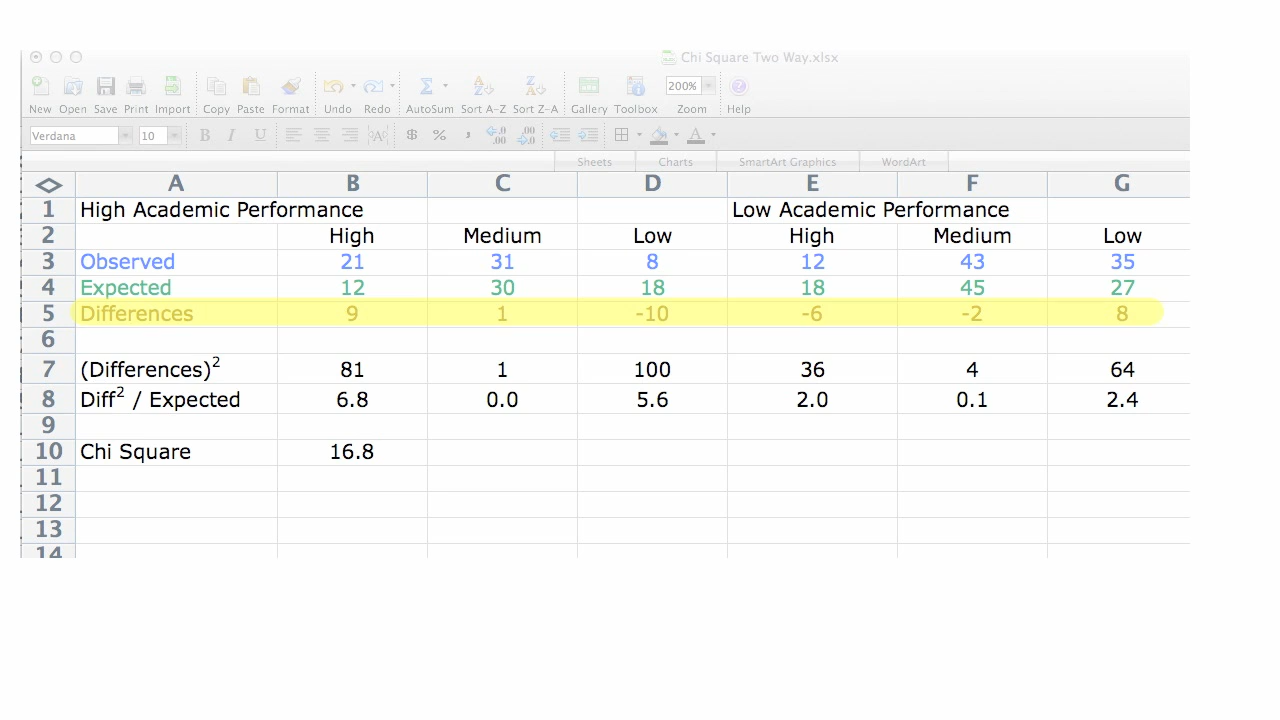 Chi Square Two Way.xlsx
New Open Save Print Import Copy Paste Format Undo Redo AutoSum Sort A-Z Sort Z-A Gallery Toolbox 200% Zoom Help
Verdana 10 B I U A $ % , .0 .00 .00 .0 A
Sheets Charts SmartArt Graphics WordArt
A B C D E F G
1 High Academic Performance Low Academic Performance
2 High Medium Low High Medium Low
3 Observed 21 31 8 12 43 35
4 Expected 12 30 18 18 45 27
5 Differences 9 1 -10 -6 -2 8
6
7 (Differences)² 81 1 100 36 4 64
8 Diff² / Expected 6.8 0.0 5.6 2.0 0.1 2.4
9
10 Chi Square 16.8
11
12
13
14